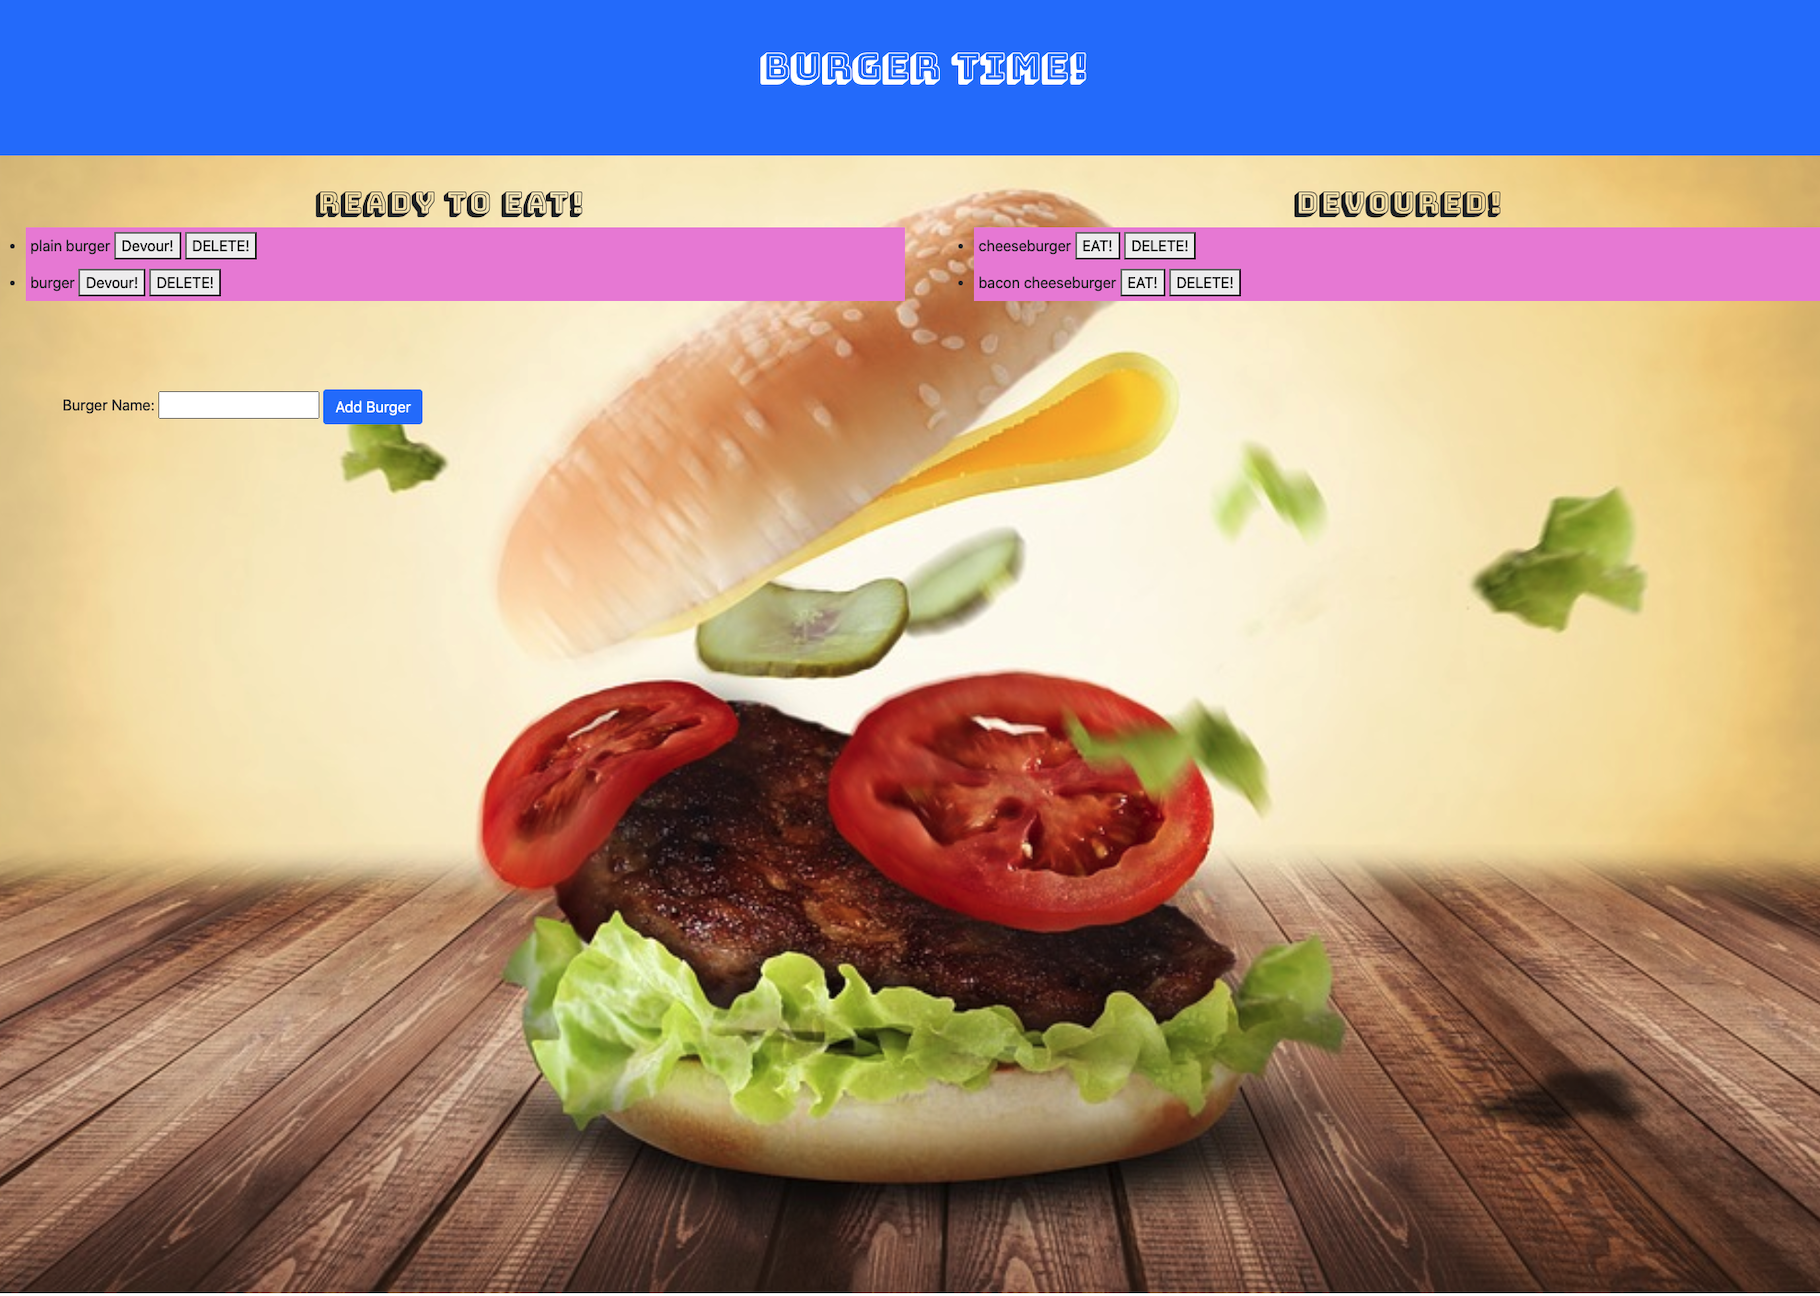 BURGER TIME!
READY TO EAT!
plain burger Devour! DELETE!
burger Devour! DELETE!
DEVOURED!
cheeseburger EAT! DELETE!
bacon cheeseburger EAT! DELETE!
Burger Name: Add Burger